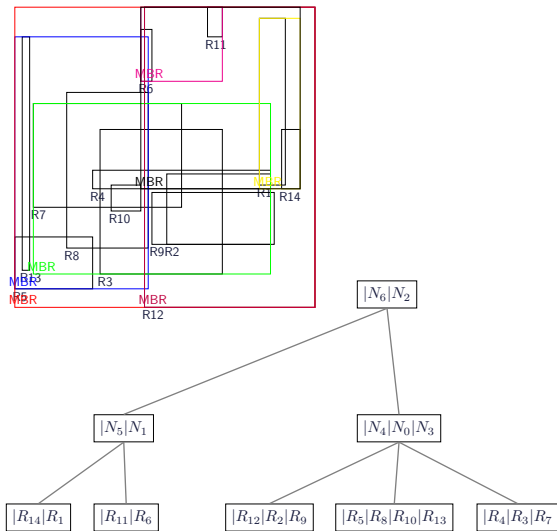 R11
MBR
R6
MBR
MBR
R4
R1
R14
R7
R10
R9
R2
R8
MBR
R13
R3
MBR
R5
MBR
MBR
R12
|N6|N2
|N5|N1
|N4|N0|N3
|R14|R1
|R11|R6
|R12|R2|R9
|R5|R8|R10|R13
|R4|R3|R7